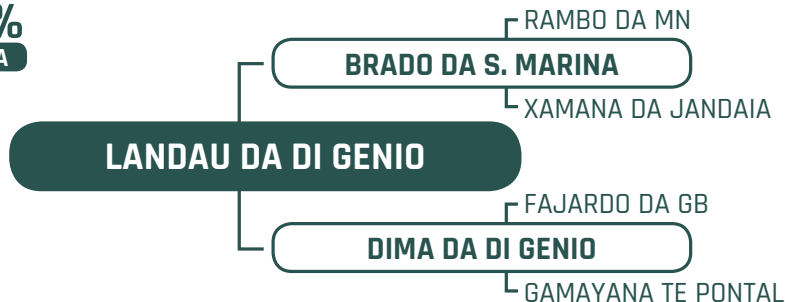 %
A
RAMBO DA MN
BRADO DA S. MARINA
XAMANA DA JANDAIA
LANDAU DA DI GENIO
FAJARDO DA GB
DIMA DA DI GENIO
GAMAYANA TE PONTAL